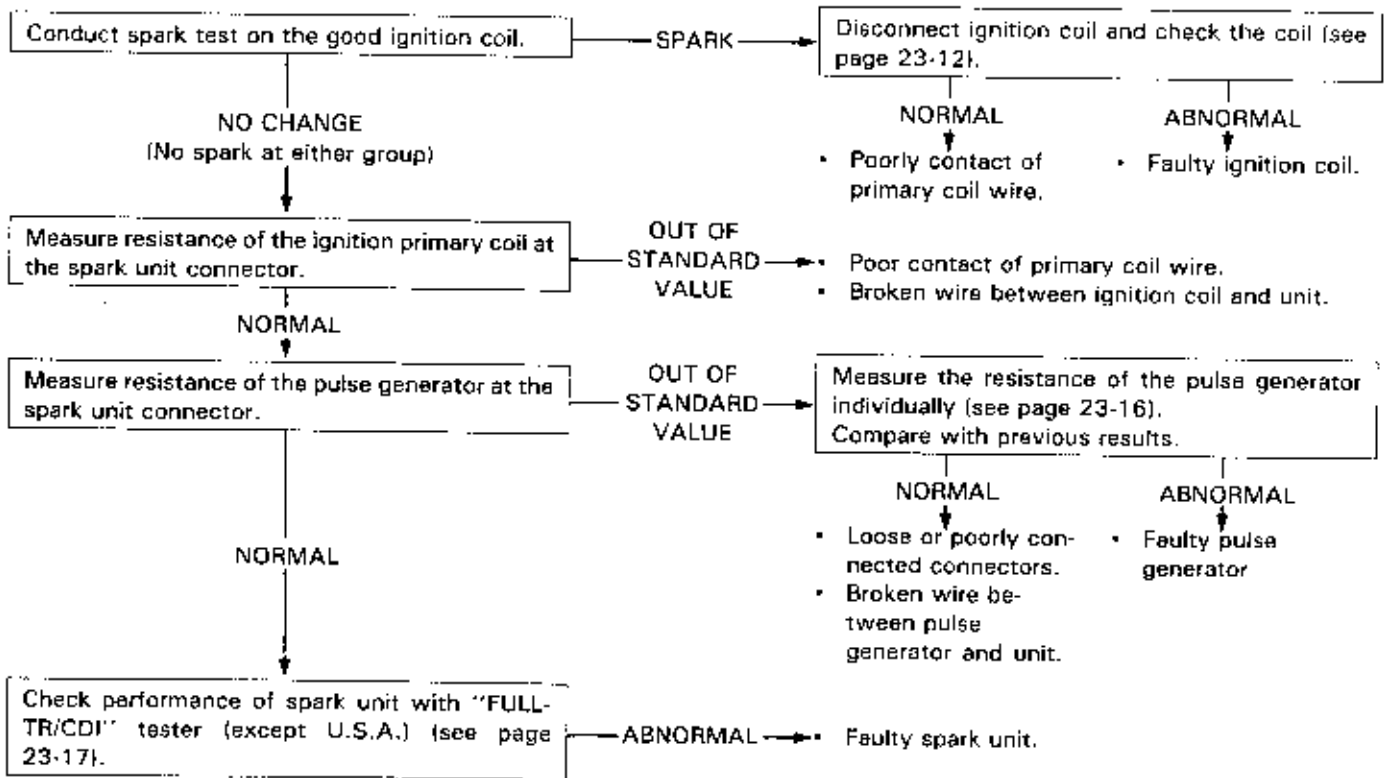 Conduct spark test on the good ignition coil.
SPARK
Disconnect ignition coil and check the coil (see
page 23-12).
NO CHANGE
(No spark at either group)
NORMAL
ABNORMAL
• Poorly contact of
primary coil wire.
• Faulty ignition coil.
Measure resistance of the ignition primary coil at
the spark unit connector.
OUT OF
STANDARD
VALUE
• Poor contact of primary coil wire.
• Broken wire between ignition coil and unit.
NORMAL
Measure resistance of the pulse generator at the
spark unit connector.
OUT OF
STANDARD
VALUE
Measure the resistance of the pulse generator
individually (see page 23-16).
Compare with previous results.
NORMAL
ABNORMAL
• Loose or poorly con-
nected connectors.
• Broken wire be-
tween pulse
generator and unit.
• Faulty pulse
generator
NORMAL
Check performance of spark unit with "FULL-
TR/CDI" tester (except U.S.A.) (see page
23-17).
ABNORMAL
• Faulty spark unit.